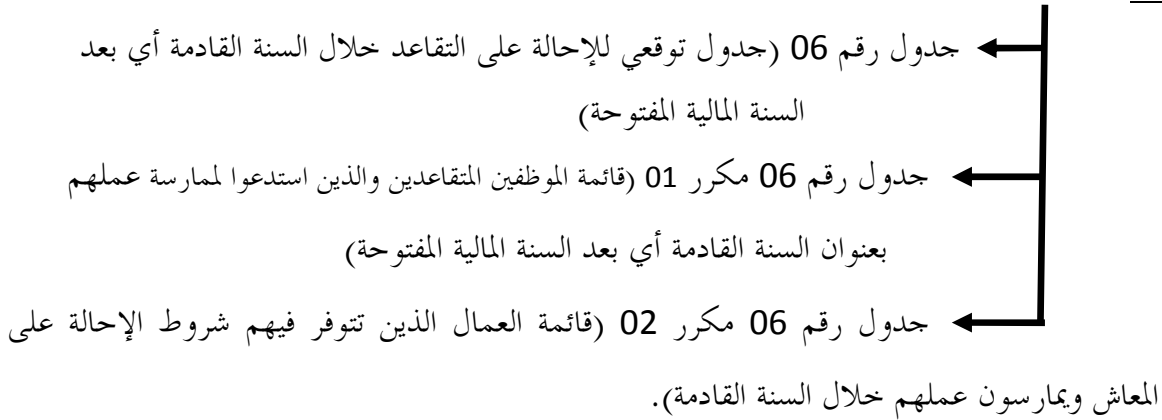 جدول رقم 06 (جدول توقعي للإحالة على التقاعد خلال السنة القادمة أي بعد
السنة المالية المفتوحة)
جدول رقم 06 مكرر 01 (قائمة الموظفين المتقاعدين والذين استدعوا لممارسة عملهم
بعنوان السنة القادمة أي بعد السنة المالية المفتوحة)
جدول رقم 06 مكرر 02 (قائمة العمال الذين تتوفر فيهم شروط الإحالة على
المعاش ويمارسون عملهم خلال السنة القادمة).